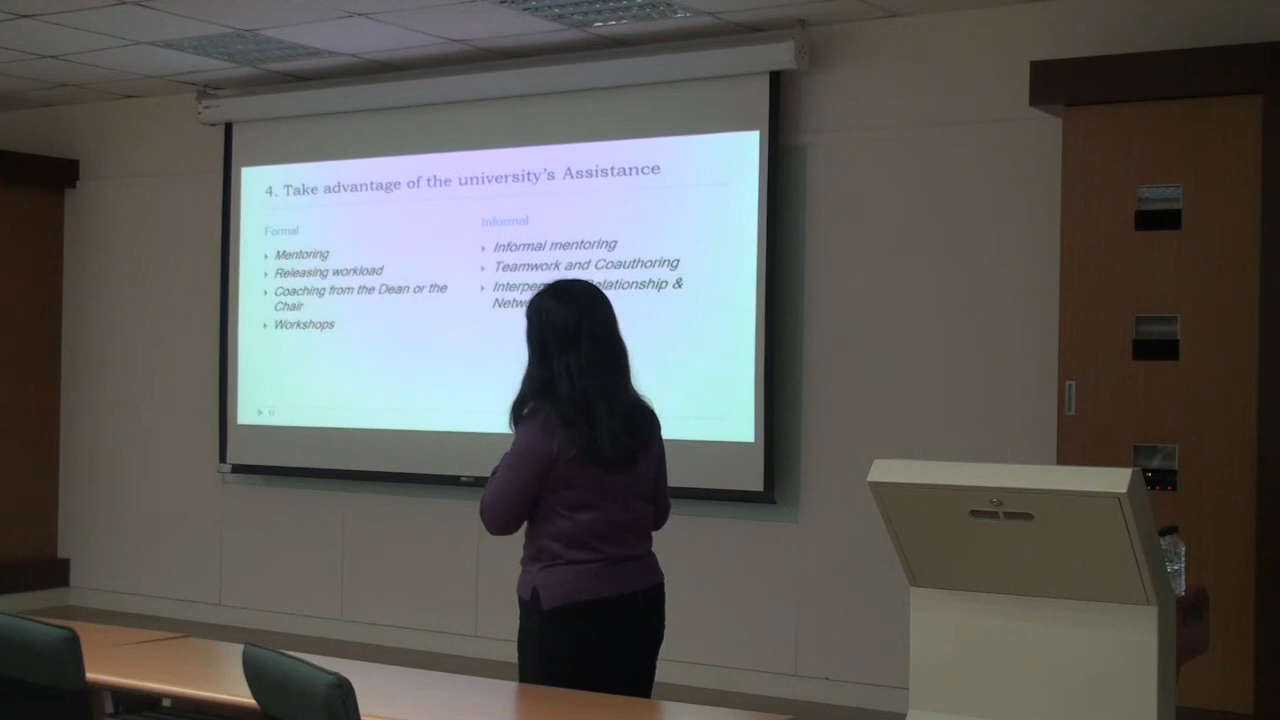 4. Take advantage of the university's Assistance
Formal
Mentoring
Releasing workload
Coaching from the Dean or the
Chair
Workshops
Informal
Informal mentoring
Teamwork and Coauthoring
Relationship &
11